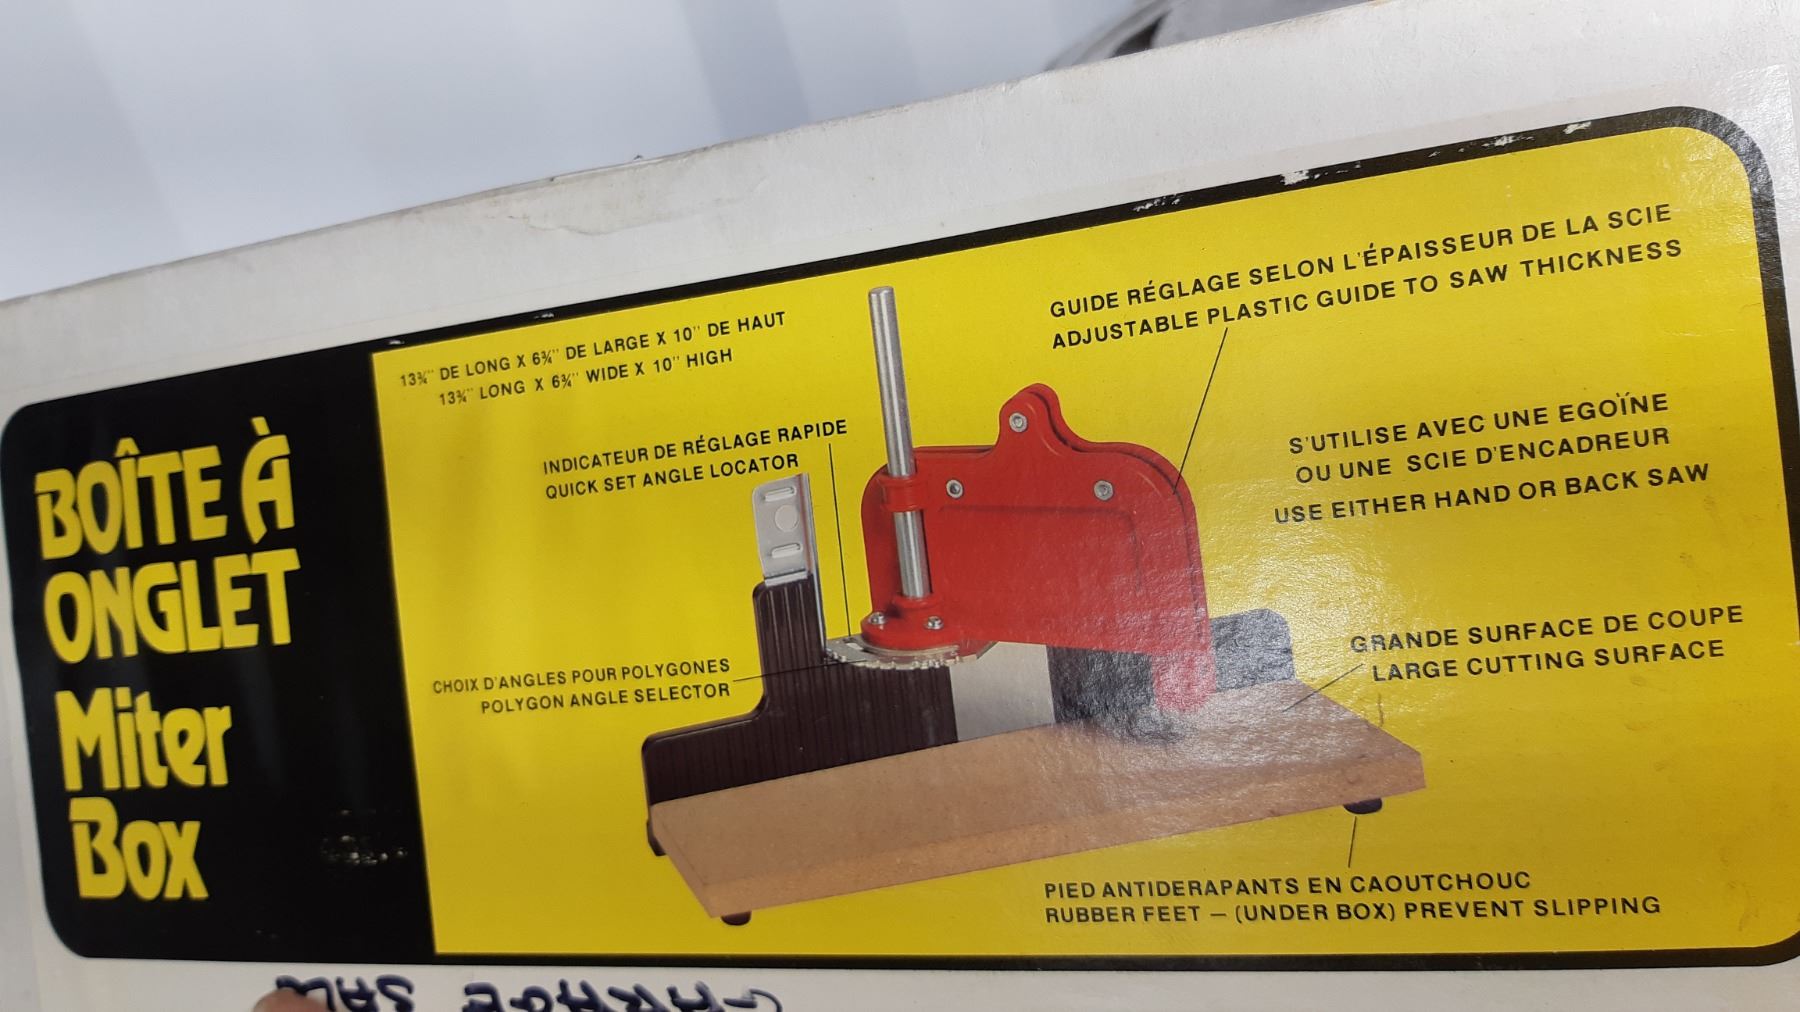 BOÎTE À
ONGLET
Miter
Box
13¾" DE LONG X 6¾" DE LARGE X 10" DE HAUT
13¾" LONG X 6¾" WIDE X 10" HIGH
INDICATEUR DE RÉGLAGE RAPIDE
QUICK SET ANGLE LOCATOR
CHOIX D'ANGLES POUR POLYGONES
POLYGON ANGLE SELECTOR
GUIDE RÉGLAGE SELON L'ÉPAISSEUR DE LA SCIE
ADJUSTABLE PLASTIC GUIDE TO SAW THICKNESS
S'UTILISE AVEC UNE EGOÏNE
OU UNE SCIE D'ENCADREUR
USE EITHER HAND OR BACK SAW
GRANDE SURFACE DE COUPE
LARGE CUTTING SURFACE
PIED ANTIDERAPANTS EN CAOUTCHOUC
RUBBER FEET — (UNDER BOX) PREVENT SLIPPING
GARAGE SALE